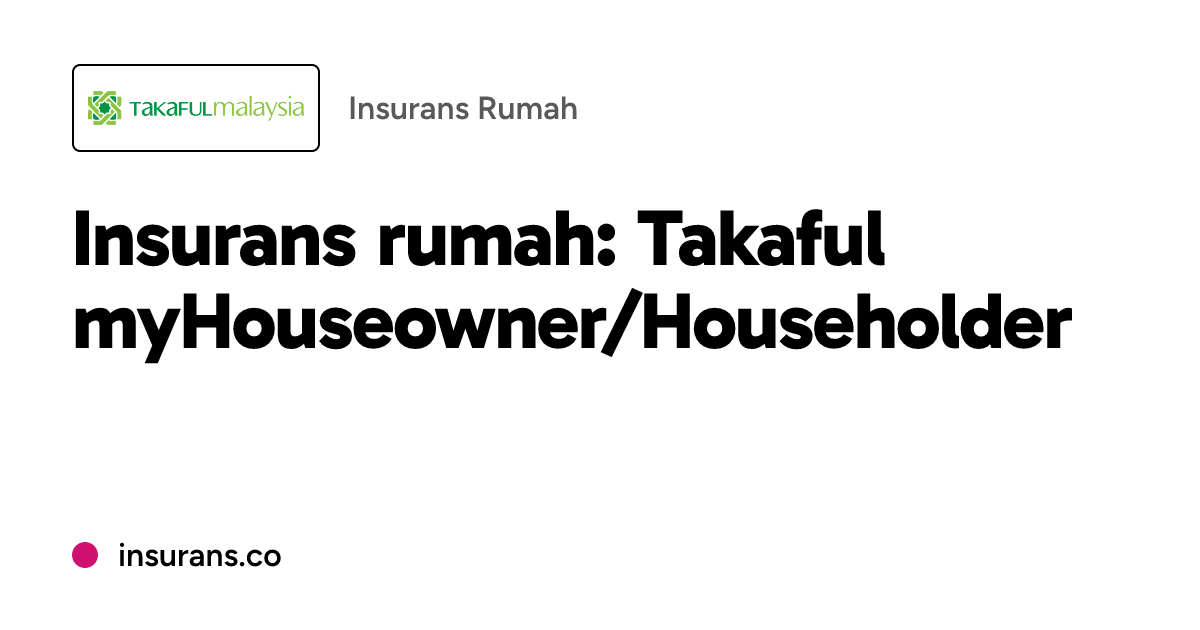 TAKAFULmalaysia
Insurans Rumah
Insurans rumah: Takaful
myHouseowner/Householder
insurans.co